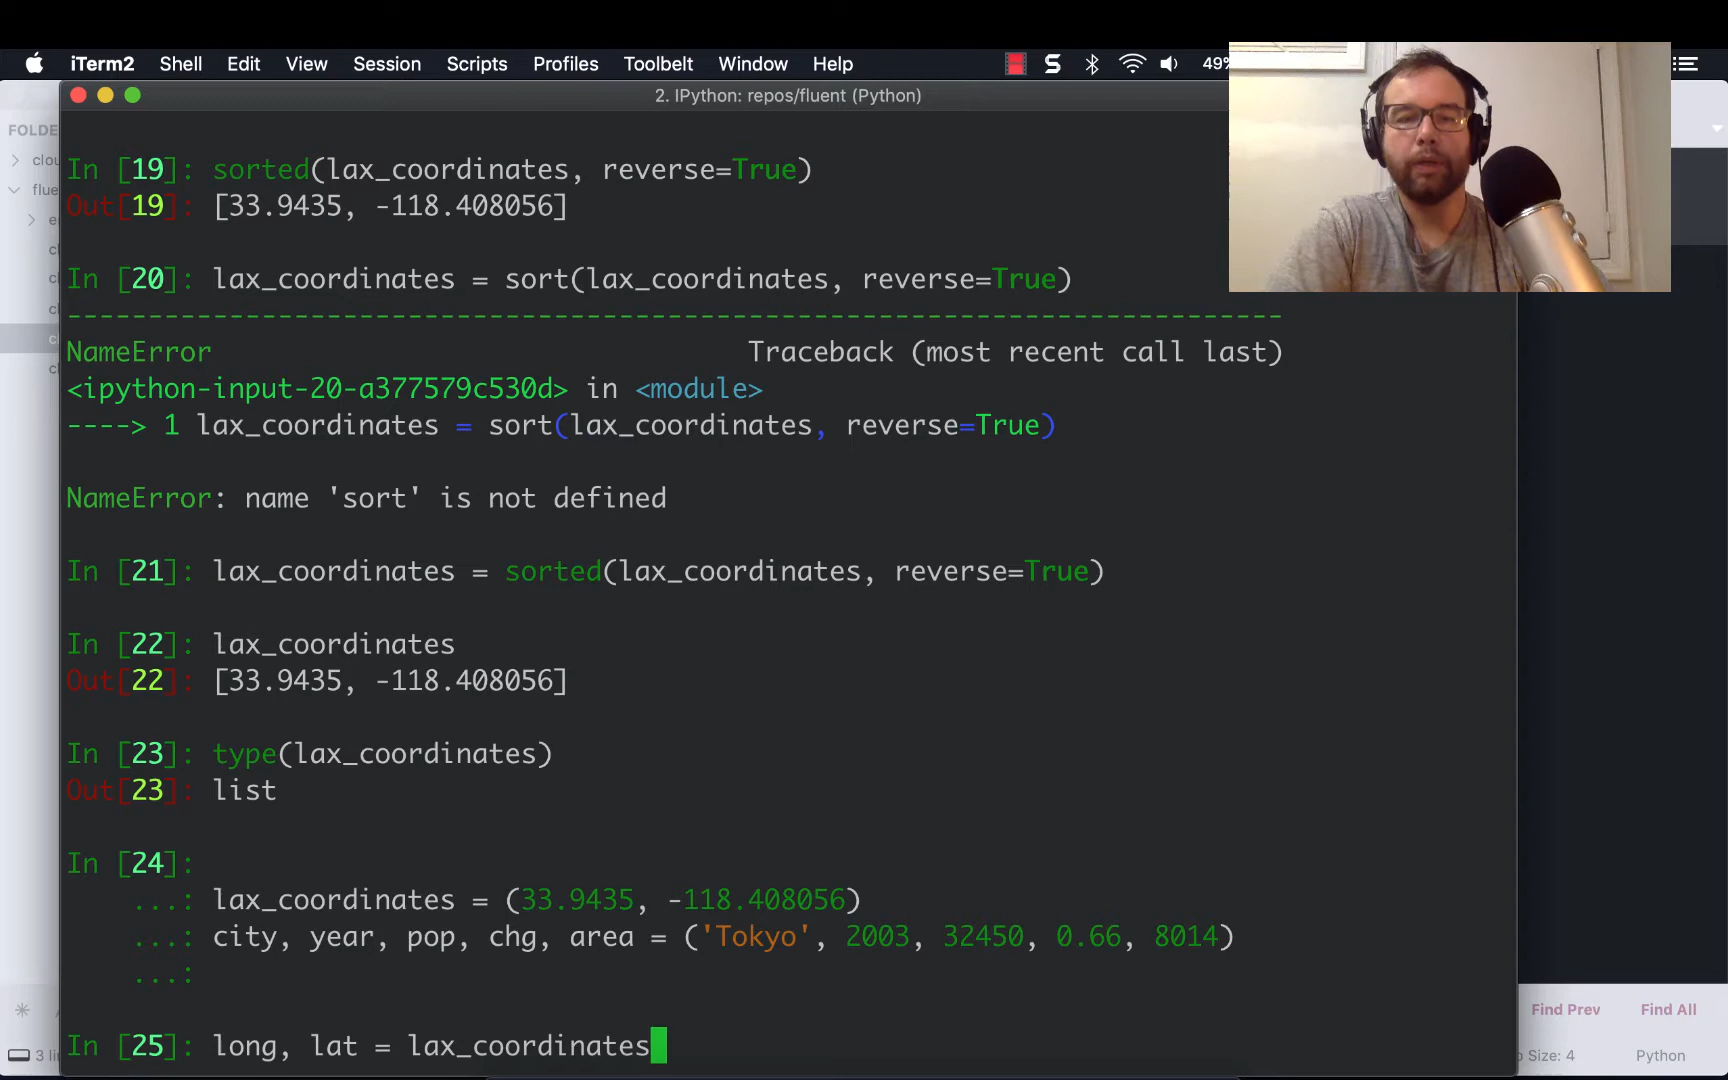 iTerm2 Shell Edit View Session Scripts Profiles Toolbelt Window Help 49%
2. IPython: repos/fluent (Python)
FOLDE
clou
flue
In [19]: sorted(lax_coordinates, reverse=True)
Out[19]: [33.9435, -118.408056]
In [20]: lax_coordinates = sort(lax_coordinates, reverse=True)
---------------------------------------------------------------------------
NameError Traceback (most recent call last)
<ipython-input-20-a377579c530d> in <module>
----> 1 lax_coordinates = sort(lax_coordinates, reverse=True)
NameError: name 'sort' is not defined
In [21]: lax_coordinates = sorted(lax_coordinates, reverse=True)
In [22]: lax_coordinates
Out[22]: [33.9435, -118.408056]
In [23]: type(lax_coordinates)
Out[23]: list
In [24]:
...: lax_coordinates = (33.9435, -118.408056)
...: city, year, pop, chg, area = ('Tokyo', 2003, 32450, 0.66, 8014)
...:
In [25]: long, lat = lax_coordinates
Find Prev Find All
3 li
Size: 4 Python